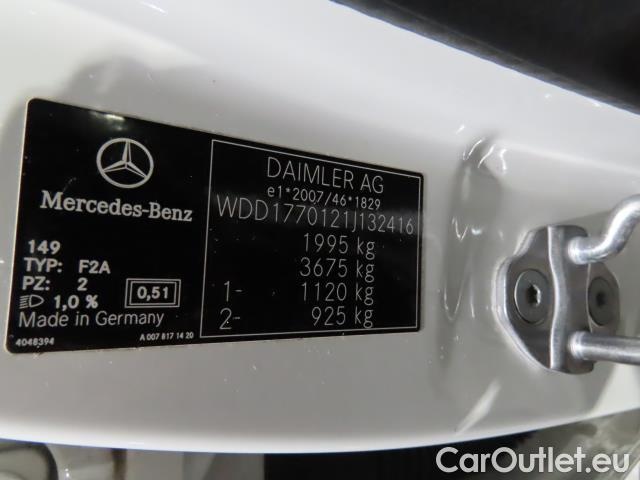 Mercedes-Benz
149
TYP: F2A
PZ: 2
1,0 %
0,51
Made in Germany
4048394
A 007 817 14 20
DAIMLER AG
e1*2007/46*1829
WDD1770121J132416
1995 kg
3675 kg
1- 1120 kg
2- 925 kg
CarOutlet.eu